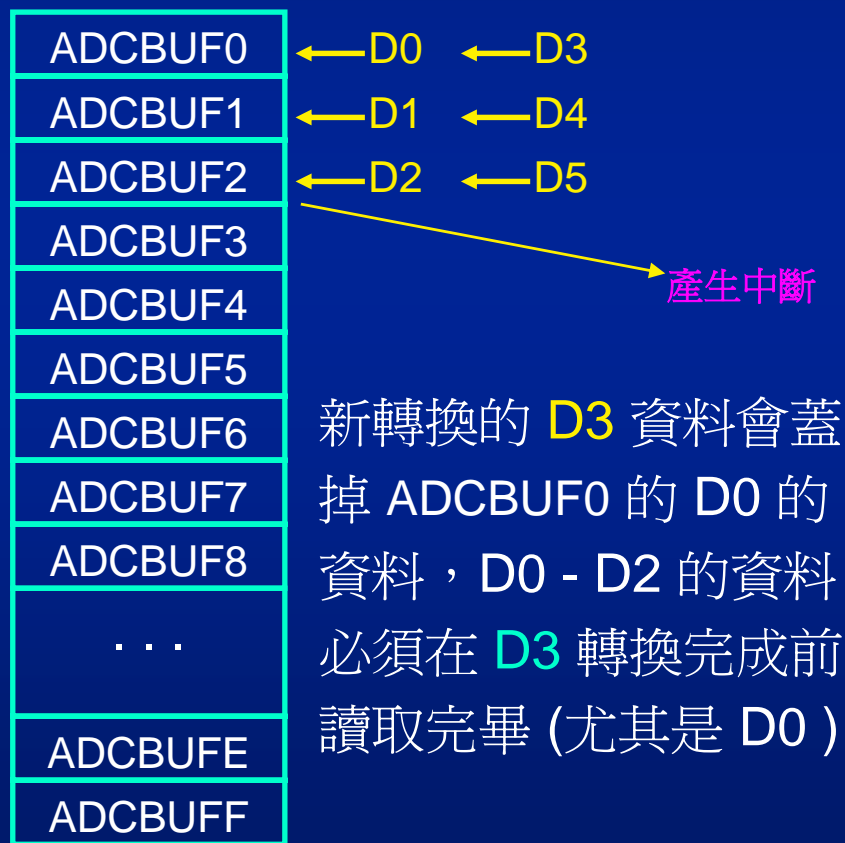 ADCBUF0 D0 D3
ADCBUF1 D1 D4
ADCBUF2 D2 D5
ADCBUF3
產生中斷
ADCBUF4
ADCBUF5
ADCBUF6
ADCBUF7
ADCBUF8
. . .
ADCBUFE
ADCBUFF
新轉換的 D3 資料會蓋
掉 ADCBUF0 的 D0 的
資料，D0 - D2 的資料
必須在 D3 轉換完成前
讀取完畢 (尤其是 D0 )